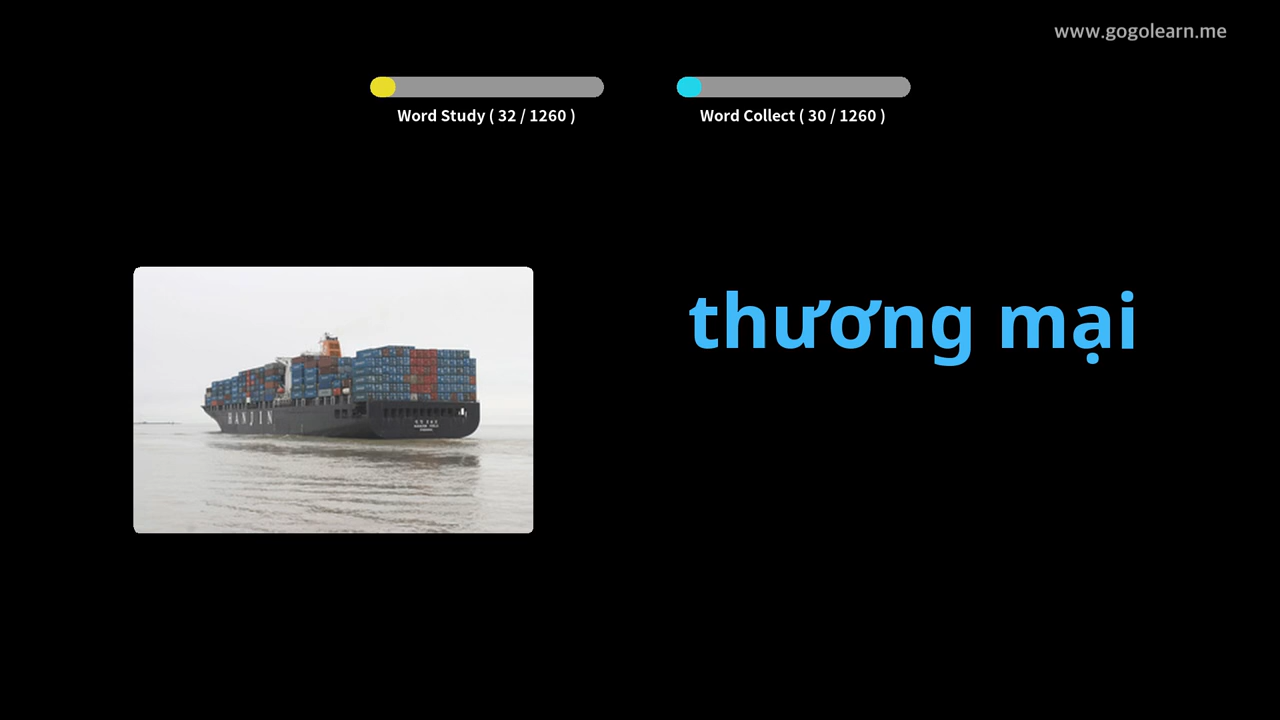 www.gogolearn.me
Word Study ( 32 / 1260 )
Word Collect ( 30 / 1260 )
thương mại
HANJIN